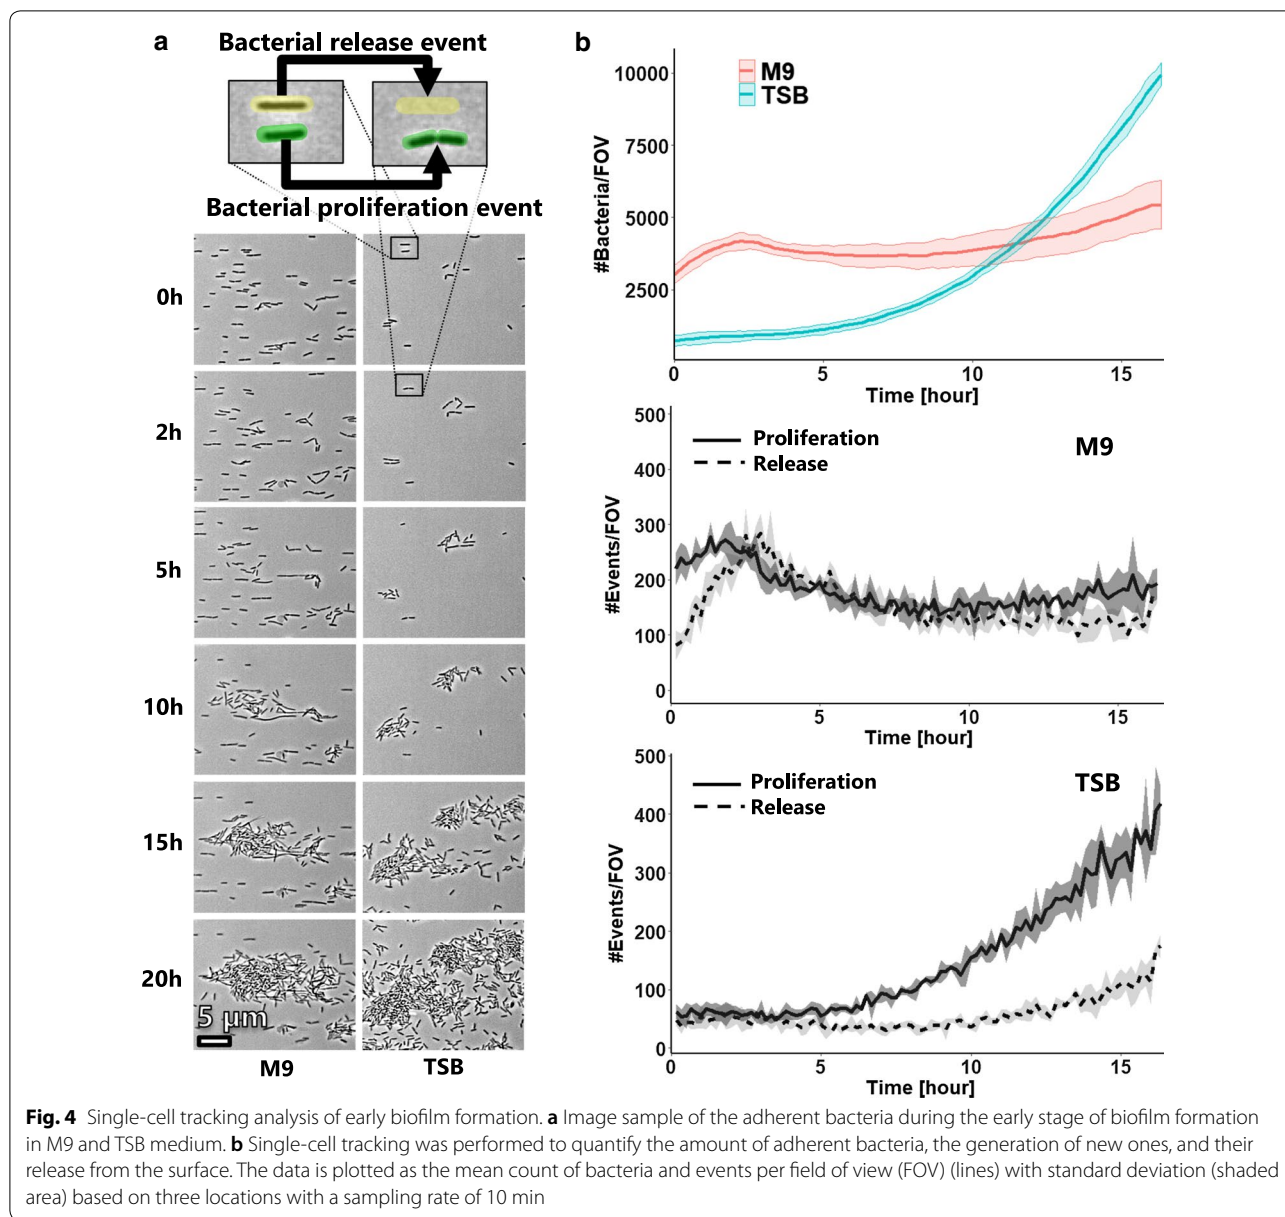 a
Bacterial release event
Bacterial proliferation event
0h
2h
5h
10h
15h
20h
5 µm
M9
TSB
b
M9
TSB
#Bacteria/FOV
10000
7500
5000
2500
0
5
10
15
Time [hour]
Proliferation
Release
M9
#Events/FOV
500
400
300
200
100
0
0
5
10
15
Time [hour]
Proliferation
Release
TSB
#Events/FOV
500
400
300
200
100
0
0
5
10
15
Time [hour]
Fig. 4 Single-cell tracking analysis of early biofilm formation. a Image sample of the adherent bacteria during the early stage of biofilm formation
in M9 and TSB medium. b Single-cell tracking was performed to quantify the amount of adherent bacteria, the generation of new ones, and their
release from the surface. The data is plotted as the mean count of bacteria and events per field of view (FOV) (lines) with standard deviation (shaded
area) based on three locations with a sampling rate of 10 min